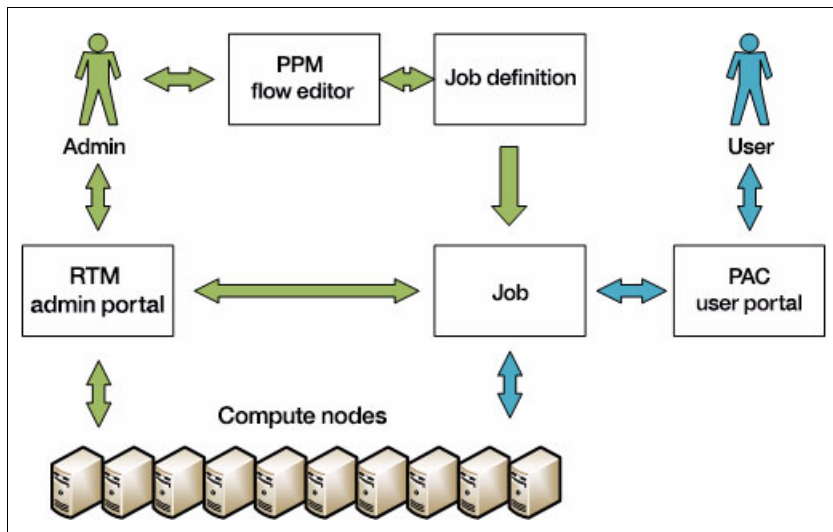 PPM
flow editor
Job definition
Admin
User
RTM
admin portal
Job
PAC
user portal
Compute nodes